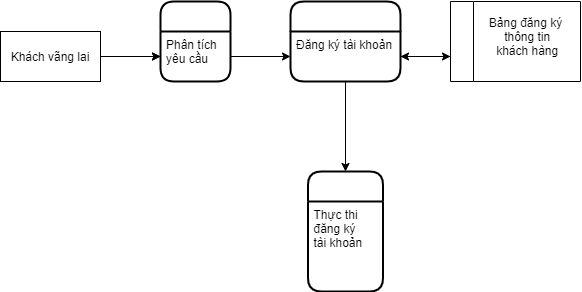 Khách vãng lai
Phân tích
yêu cầu
Đăng ký tài khoản
Bảng đăng ký
thông tin
khách hàng
Thực thi
đăng ký
tài khoản